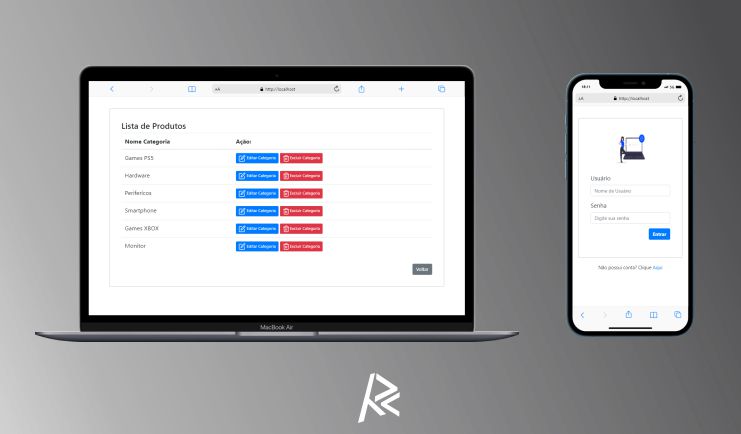 AA
http://localhost
Lista de Produtos
Nome Categoria Ação:
Games PS5 Editar Categoria Excluir Categoria
Hardware Editar Categoria Excluir Categoria
Periféricos Editar Categoria Excluir Categoria
Smartphone Editar Categoria Excluir Categoria
Games XBOX Editar Categoria Excluir Categoria
Monitor Editar Categoria Excluir Categoria
Voltar
MacBook Air
5G
AA http://localhost
Usuário
Nome de Usuário
Senha
Digite sua senha
Entrar
Não possui conta? Clique Aqui